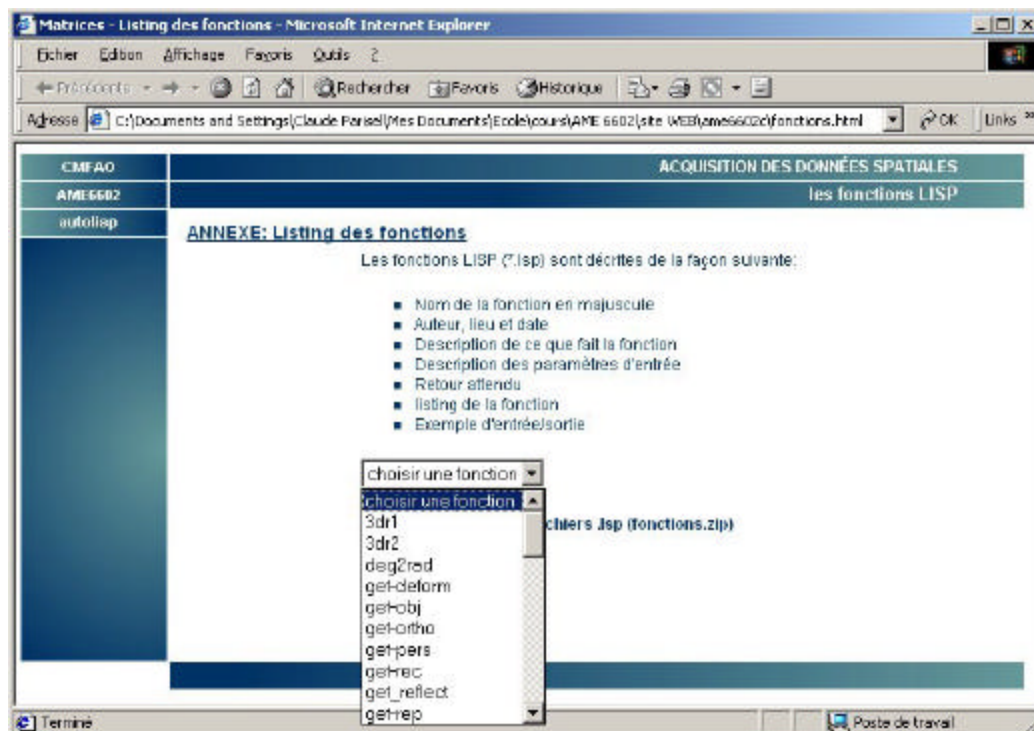 Matrices - Listing des fonctions - Microsoft Internet Explorer
Fichier Edition Affichage Favoris Outils ?
Précédente Rechercher Favoris Historique
Adresse C:\Documents and Settings\Claude Parisel\Mes Documents\Ecole\cours\AME 6602\site WEB\ame6602c\fonctions.html OK Links »
CMFAO ACQUISITION DES DONNÉES SPATIALES
AME6602 les fonctions LISP
autolisp
ANNEXE: Listing des fonctions
Les fonctions LISP (*.lsp) sont décrites de la façon suivante:
Nom de la fonction en majuscule
Auteur, lieu et date
Description de ce que fait la fonction
Description des paramètres d'entrée
Retour attendu
listing de la fonction
Exemple d'entrée/sortie
choisir une fonction
choisir une fonction
3dr1
chiers .lsp (fonctions.zip)
3dr2
deg2rad
get-deform
get-obj
get-ortho
get-pers
get-rec
get_reflect
get-rep
Terminé Poste de travail